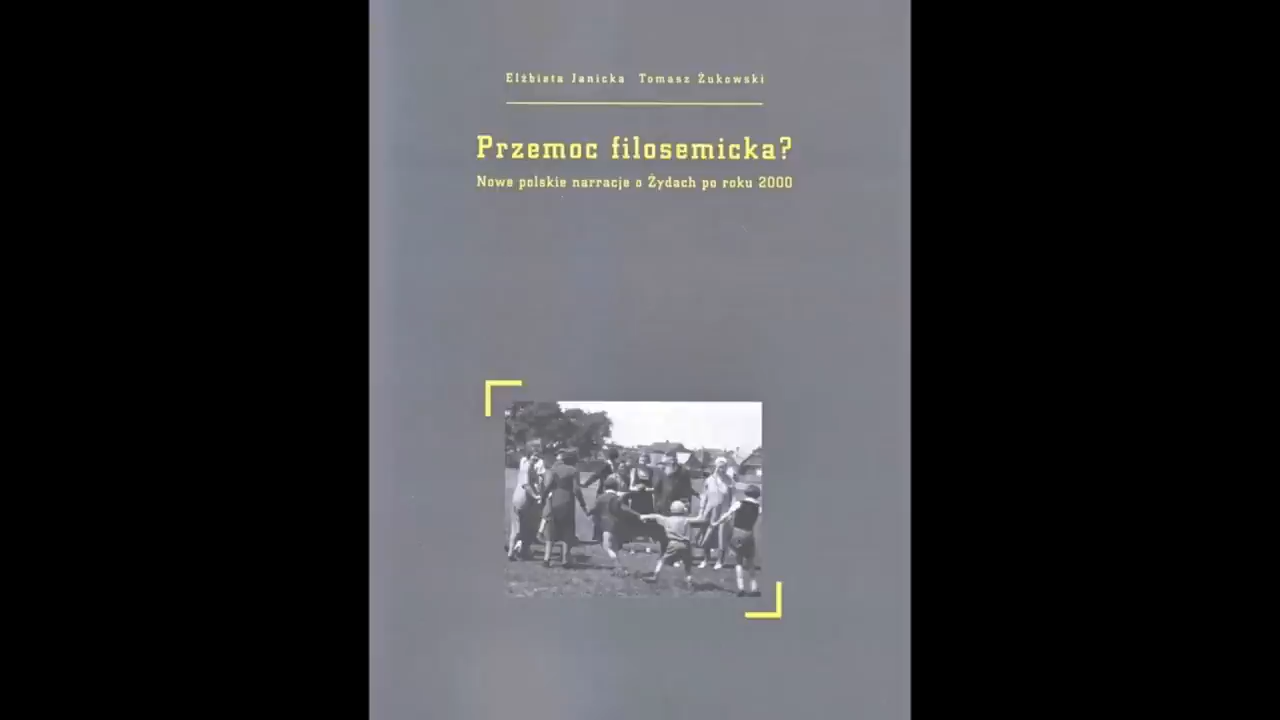 Elżbieta Janicka Tomasz Żukowski
Przemoc filosemicka?
Nowe polskie narracje o Żydach po roku 2000